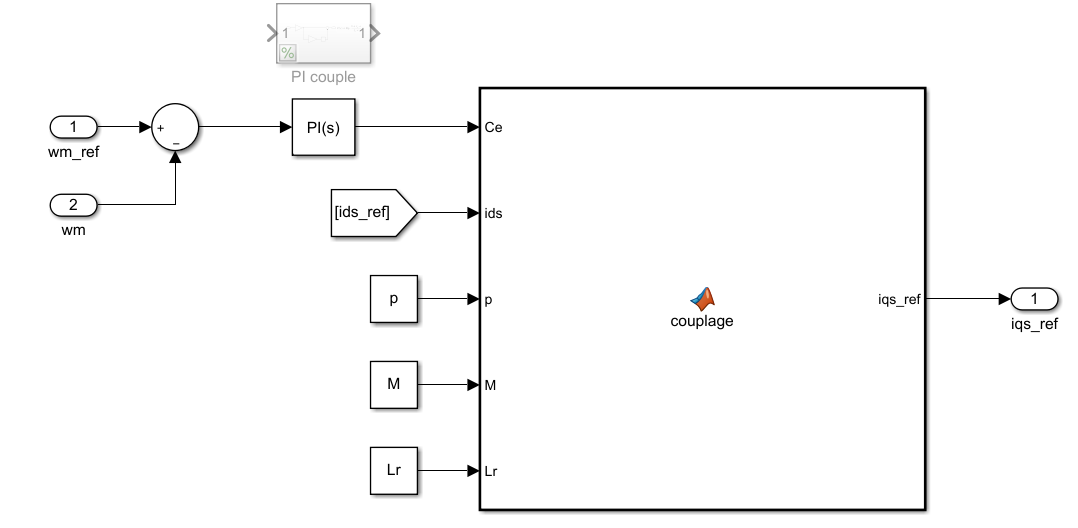 1
1
%
PI couple
1
wm_ref
+
−
PI(s)
Ce
2
wm
[ids_ref]
ids
p
p
couplage
iqs_ref
1
iqs_ref
M
M
Lr
Lr